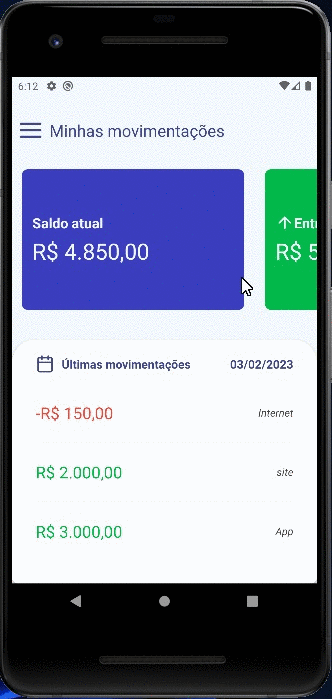 6:12
Minhas movimentações
Saldo atual
R$ 4.850,00
R$ 5
Últimas movimentações 03/02/2023
-R$ 150,00 Internet
R$ 2.000,00 site
R$ 3.000,00 App